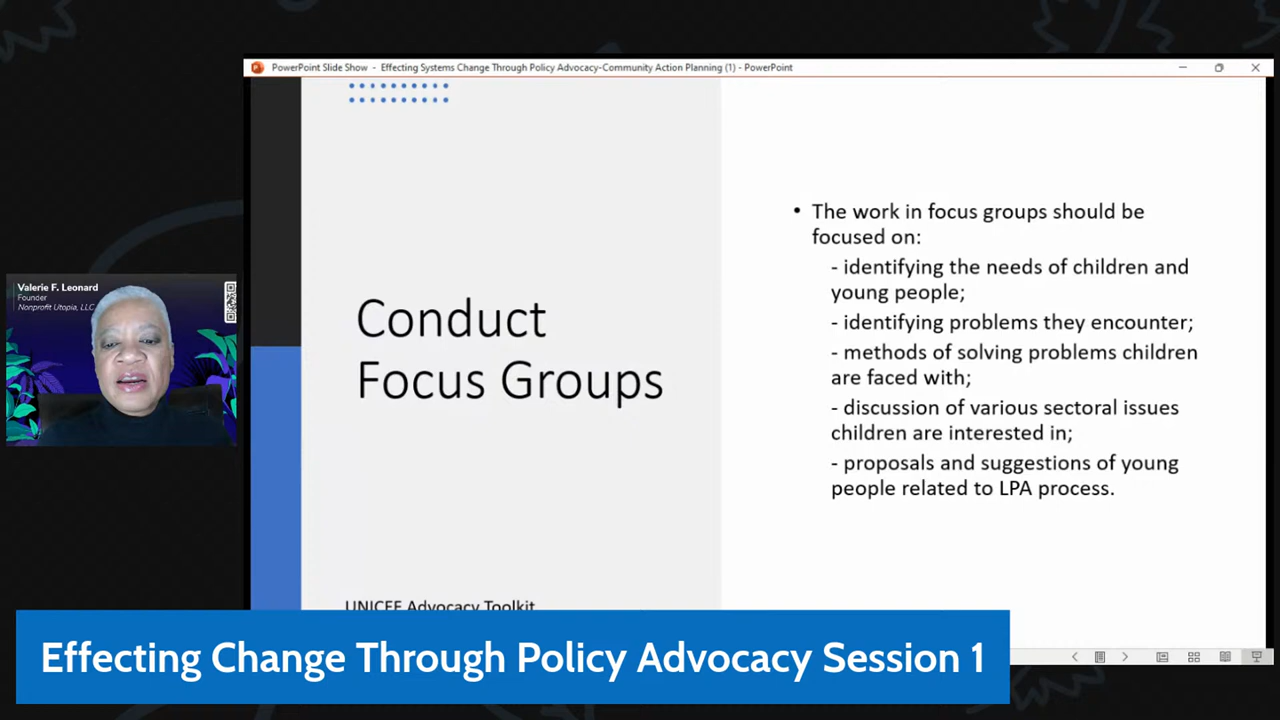 PowerPoint Slide Show - Effecting Systems Change Through Policy Advocacy-Community Action Planning (1) - PowerPoint
Valerie F. Leonard
Founder
Nonprofit Utopia, LLC
Conduct
Focus Groups
• The work in focus groups should be
focused on:
- identifying the needs of children and
young people;
- identifying problems they encounter;
- methods of solving problems children
are faced with;
- discussion of various sectoral issues
children are interested in;
- proposals and suggestions of young
people related to LPA process.
UNICEF Advocacy Toolkit
Effecting Change Through Policy Advocacy Session 1